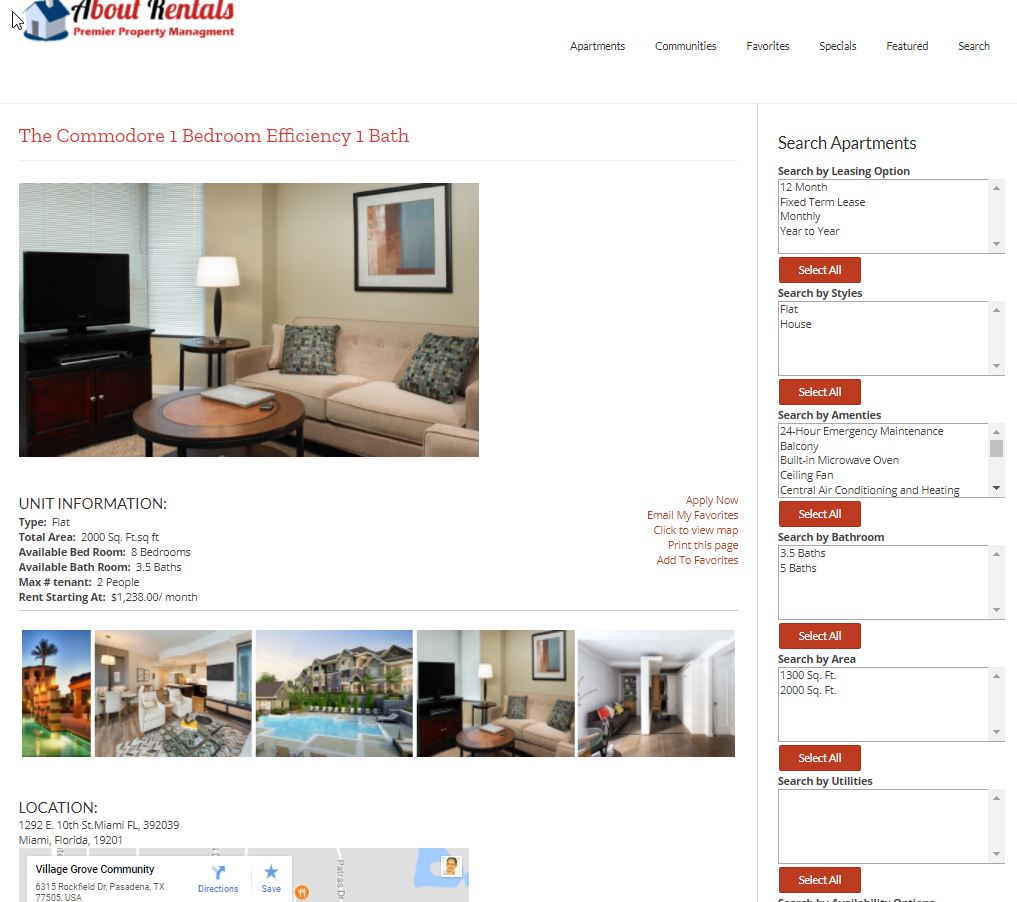 About Rentals
Premier Property Managment
Apartments Communities Favorites Specials Featured Search
The Commodore 1 Bedroom Efficiency 1 Bath
UNIT INFORMATION:
Type: Flat
Total Area: 2000 Sq. Ft.sq ft
Available Bed Room: 8 Bedrooms
Available Bath Room: 3.5 Baths
Max # tenant: 2 People
Rent Starting At: $1,238.00/ month
Apply Now
Email My Favorites
Click to view map
Print this page
Add To Favorites
LOCATION:
1292 E. 10th St.Miami FL, 392039
Miami, Florida, 19201
Village Grove Community
6315 Rockfield Dr, Pasadena, TX
77505, USA
Directions
Save
Patras Dr
Search Apartments
Search by Leasing Option
12 Month
Fixed Term Lease
Monthly
Year to Year
Select All
Search by Styles
Flat
House
Select All
Search by Amenties
24-Hour Emergency Maintenance
Balcony
Built-in Microwave Oven
Ceiling Fan
Central Air Conditioning and Heating
Select All
Search by Bathroom
3.5 Baths
5 Baths
Select All
Search by Area
1300 Sq. Ft.
2000 Sq. Ft.
Select All
Search by Utilities
Select All
Search by Availability Options